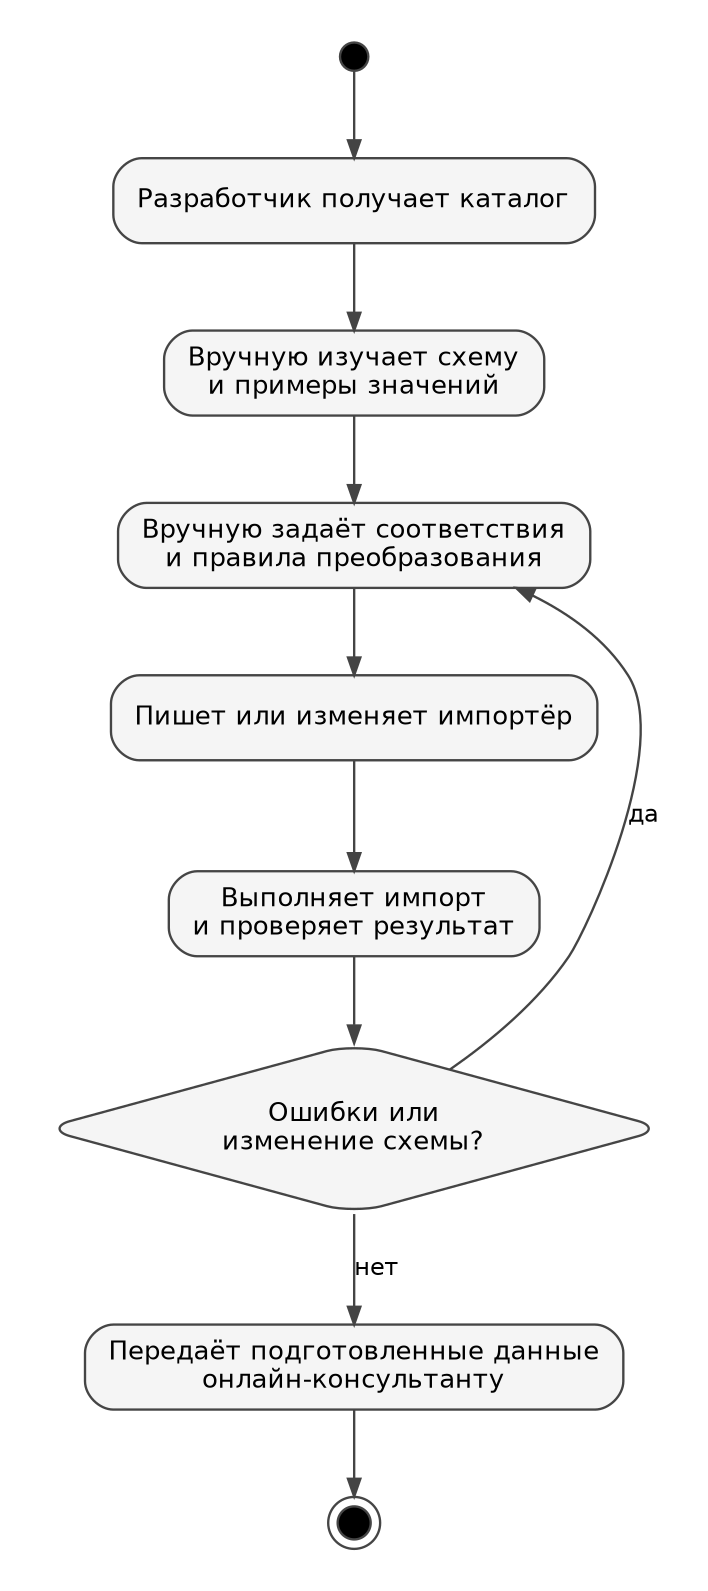 Разработчик получает каталог
Вручную изучает схему
и примеры значений
Вручную задаёт соответствия
и правила преобразования
Пишет или изменяет импортёр
да
Выполняет импорт
и проверяет результат
Ошибки или
изменение схемы?
нет
Передаёт подготовленные данные
онлайн-консультанту